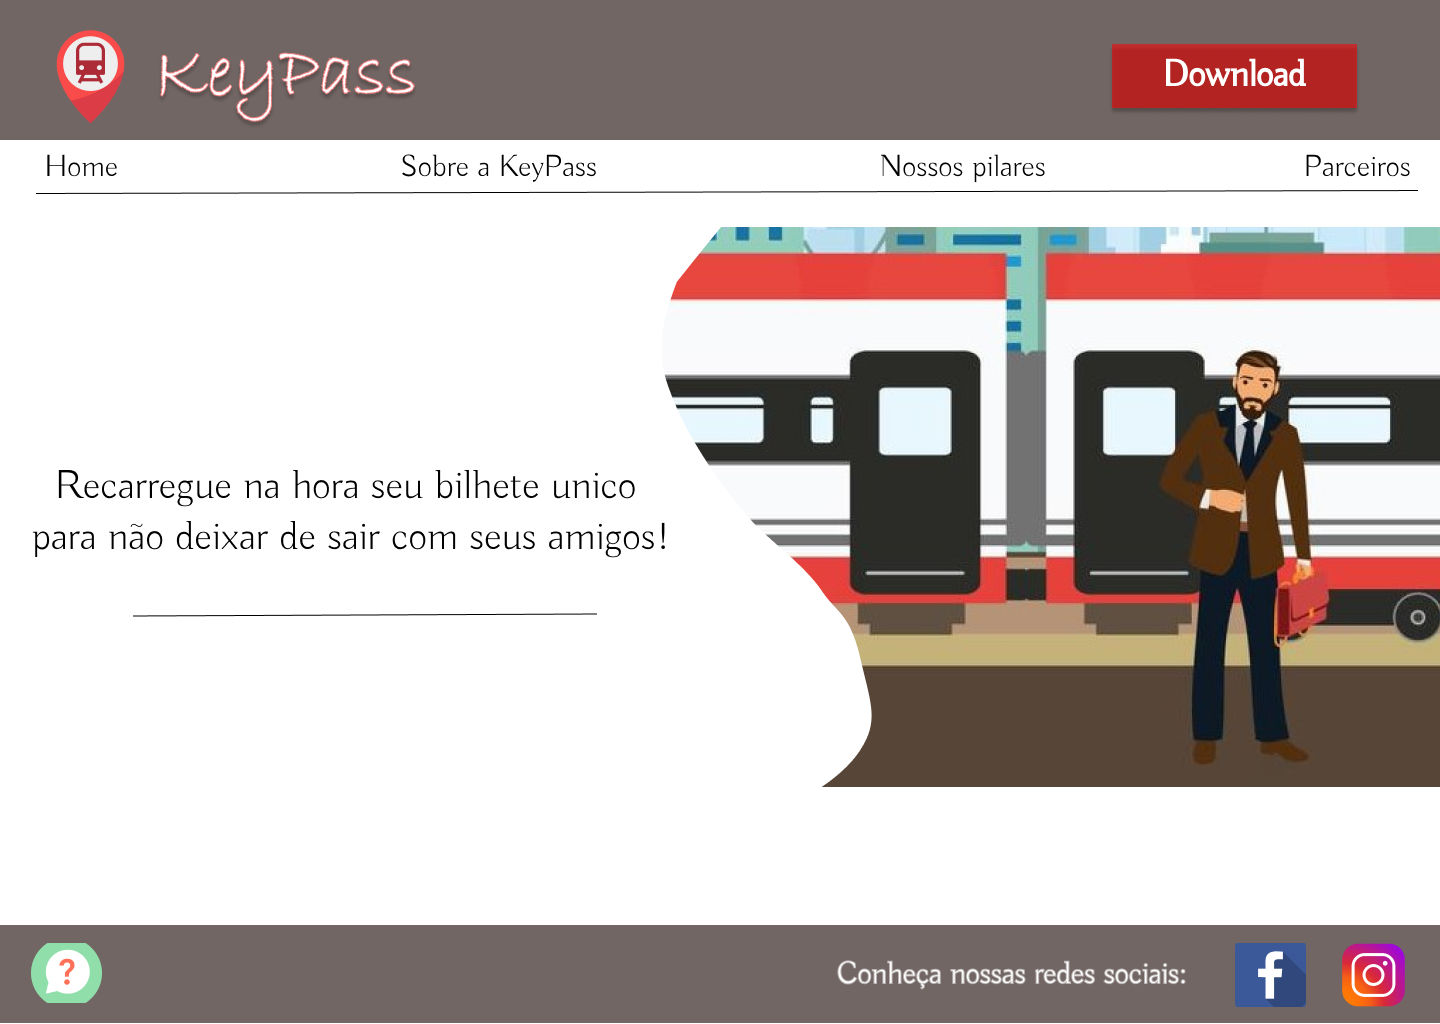 KeyPass
Download
Home
Sobre a KeyPass
Nossos pilares
Parceiros
Recarregue na hora seu bilhete unico
para não deixar de sair com seus amigos!
?
Conheça nossas redes sociais:
f